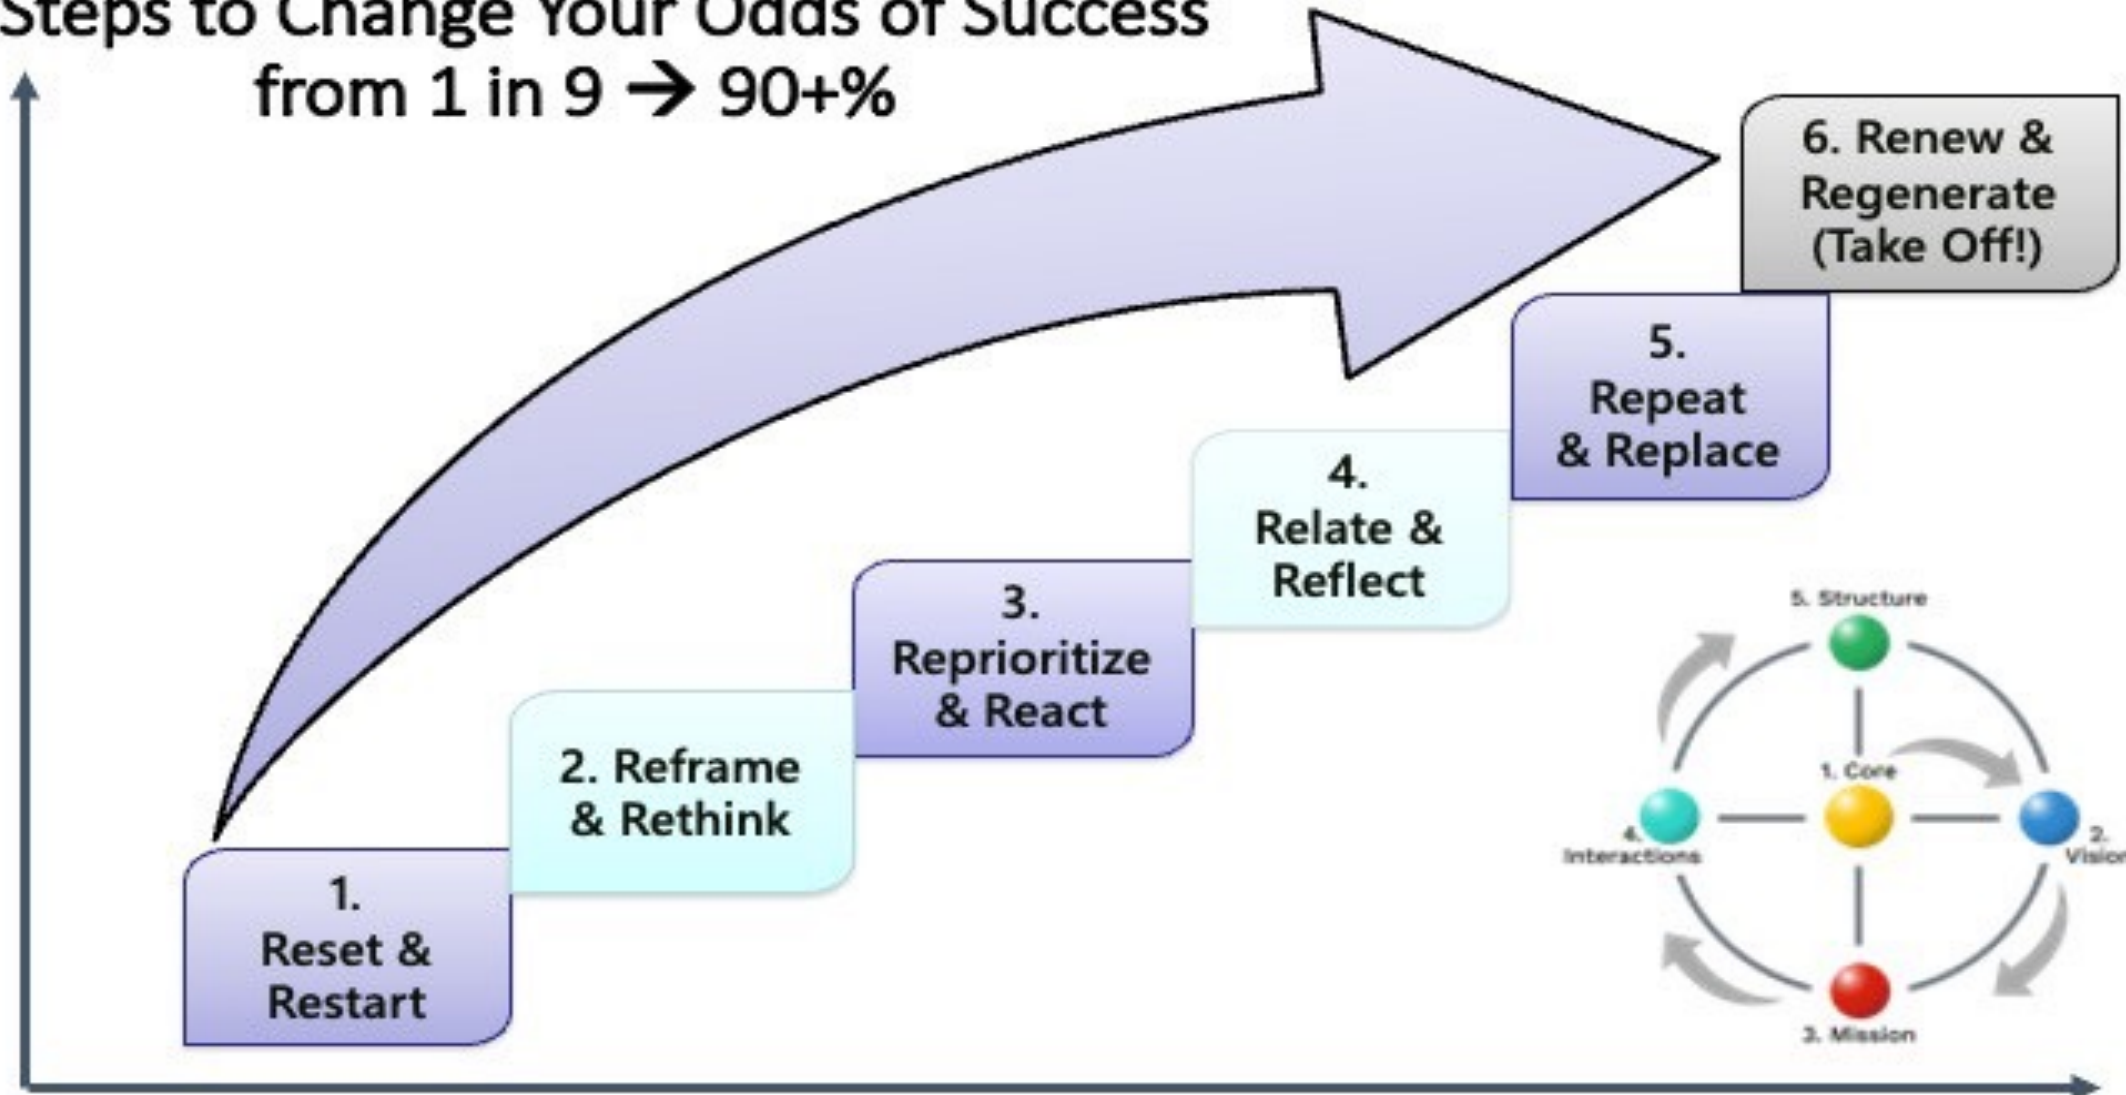 Steps to Change Your Odds of Success
from 1 in 9 → 90+%
6. Renew &
Regenerate
(Take Off!)
5.
Repeat
& Replace
4.
Relate &
Reflect
3.
Reprioritize
& React
2. Reframe
& Rethink
1.
Reset &
Restart
5. Structure
1. Core
4.
Interactions
2.
Vision
3. Mission